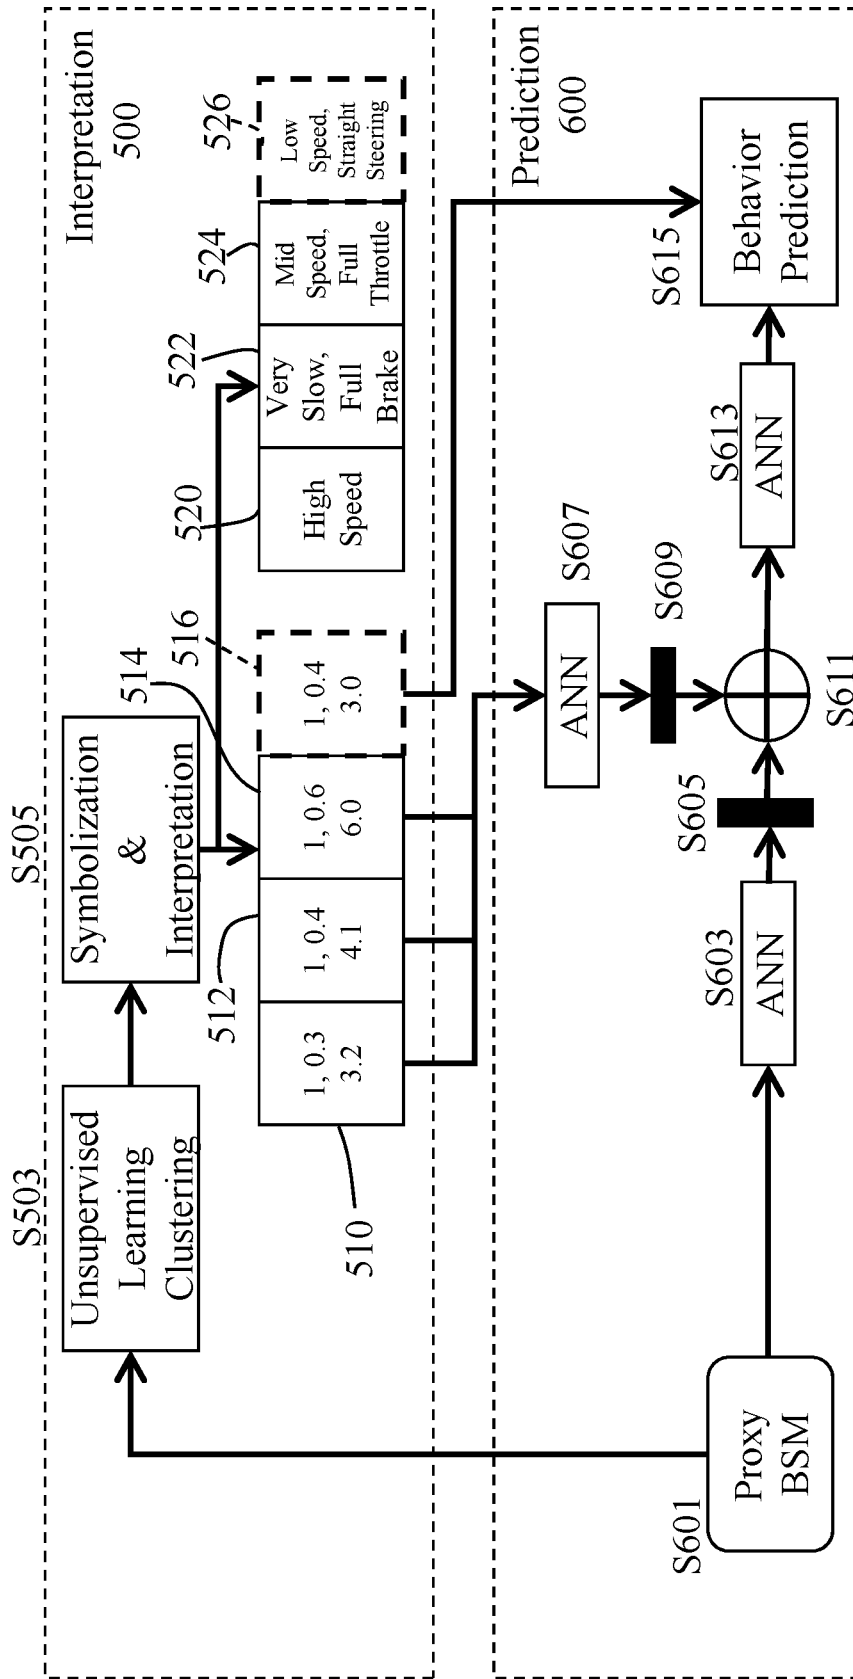 Interpretation
500
S503
Unsupervised
Learning
Clustering
S505
Symbolization
&
Interpretation
510
512
514
516
1, 0.3
3.2
1, 0.4
4.1
1, 0.6
6.0
1, 0.4
3.0
520
522
524
526
High
Speed
Very
Slow,
Full
Brake
Mid
Speed,
Full
Throttle
Low
Speed,
Straight
Steering
Prediction
600
S601
Proxy
BSM
S603
ANN
S605
S607
ANN
S609
S611
S613
ANN
S615
Behavior
Prediction